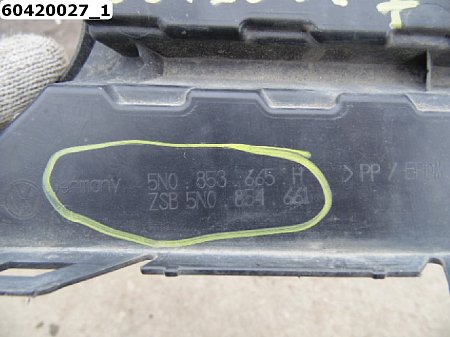 60420027_1
Germany 5N0 . 853 . 665 H >PP / EPDM
ZSB 5N0 . 854 . 661